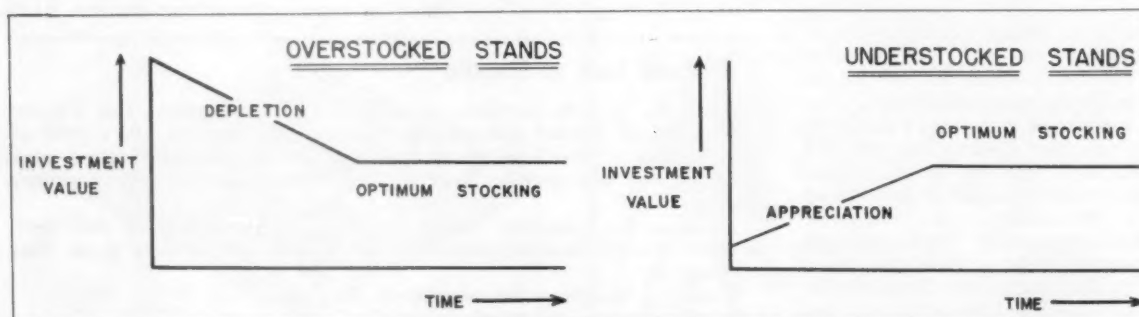 OVERSTOCKED STANDS
DEPLETION
INVESTMENT
VALUE
OPTIMUM STOCKING
TIME
UNDERSTOCKED STANDS
OPTIMUM STOCKING
INVESTMENT
VALUE
APPRECIATION
TIME